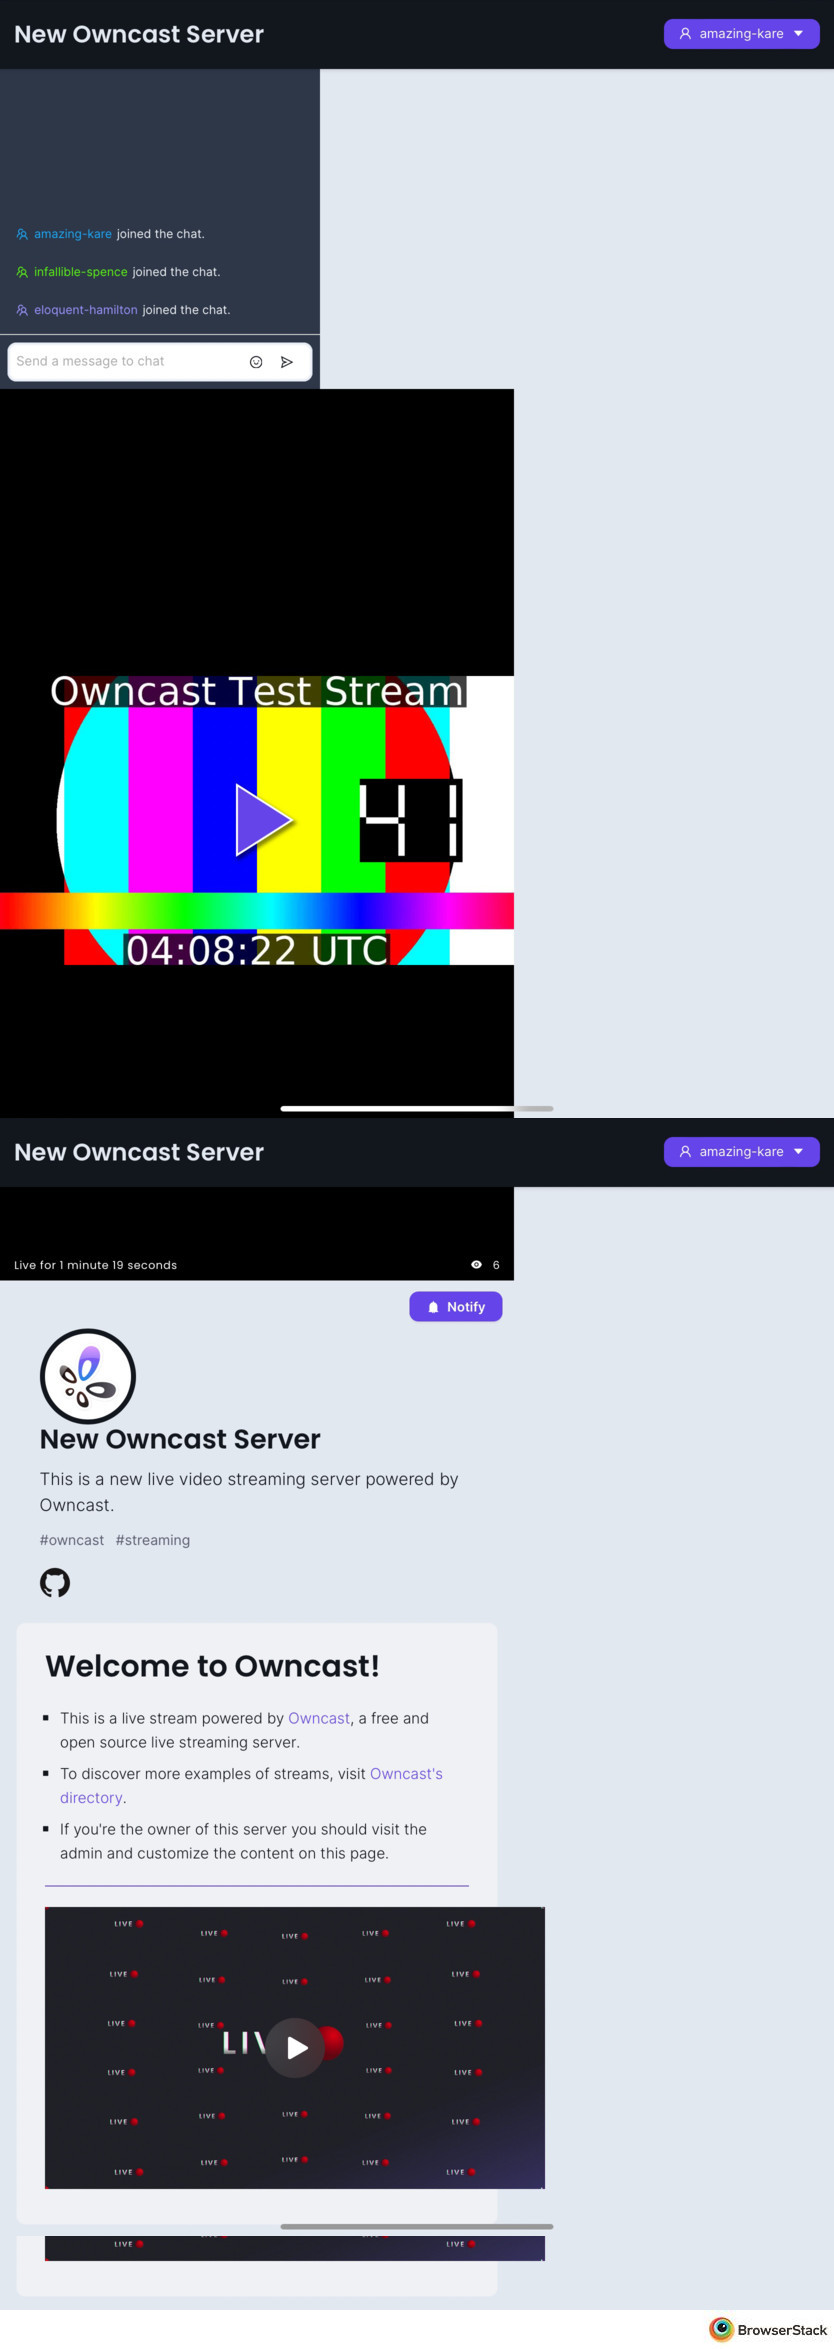 New Owncast Server
amazing-kare
amazing-kare joined the chat.
infallible-spence joined the chat.
eloquent-hamilton joined the chat.
Send a message to chat
Owncast Test Stream
41
04:08:22 UTC
New Owncast Server
amazing-kare
Live for 1 minute 19 seconds
6
Notify
New Owncast Server
This is a new live video streaming server powered by
Owncast.
#owncast #streaming
Welcome to Owncast!
This is a live stream powered by Owncast, a free and
open source live streaming server.
To discover more examples of streams, visit Owncast's
directory.
If you're the owner of this server you should visit the
admin and customize the content on this page.
LIVE LIVE LIVE LIVE LIVE
LIVE LIVE LIVE LIVE LIVE
LIVE LIVE LIVE LIVE
LIV
LIVE LIVE LIVE LIVE
LIVE LIVE LIVE LIVE LIVE
LIVE LIVE LIVE LIVE LIVE
LIVE LIVE
BrowserStack